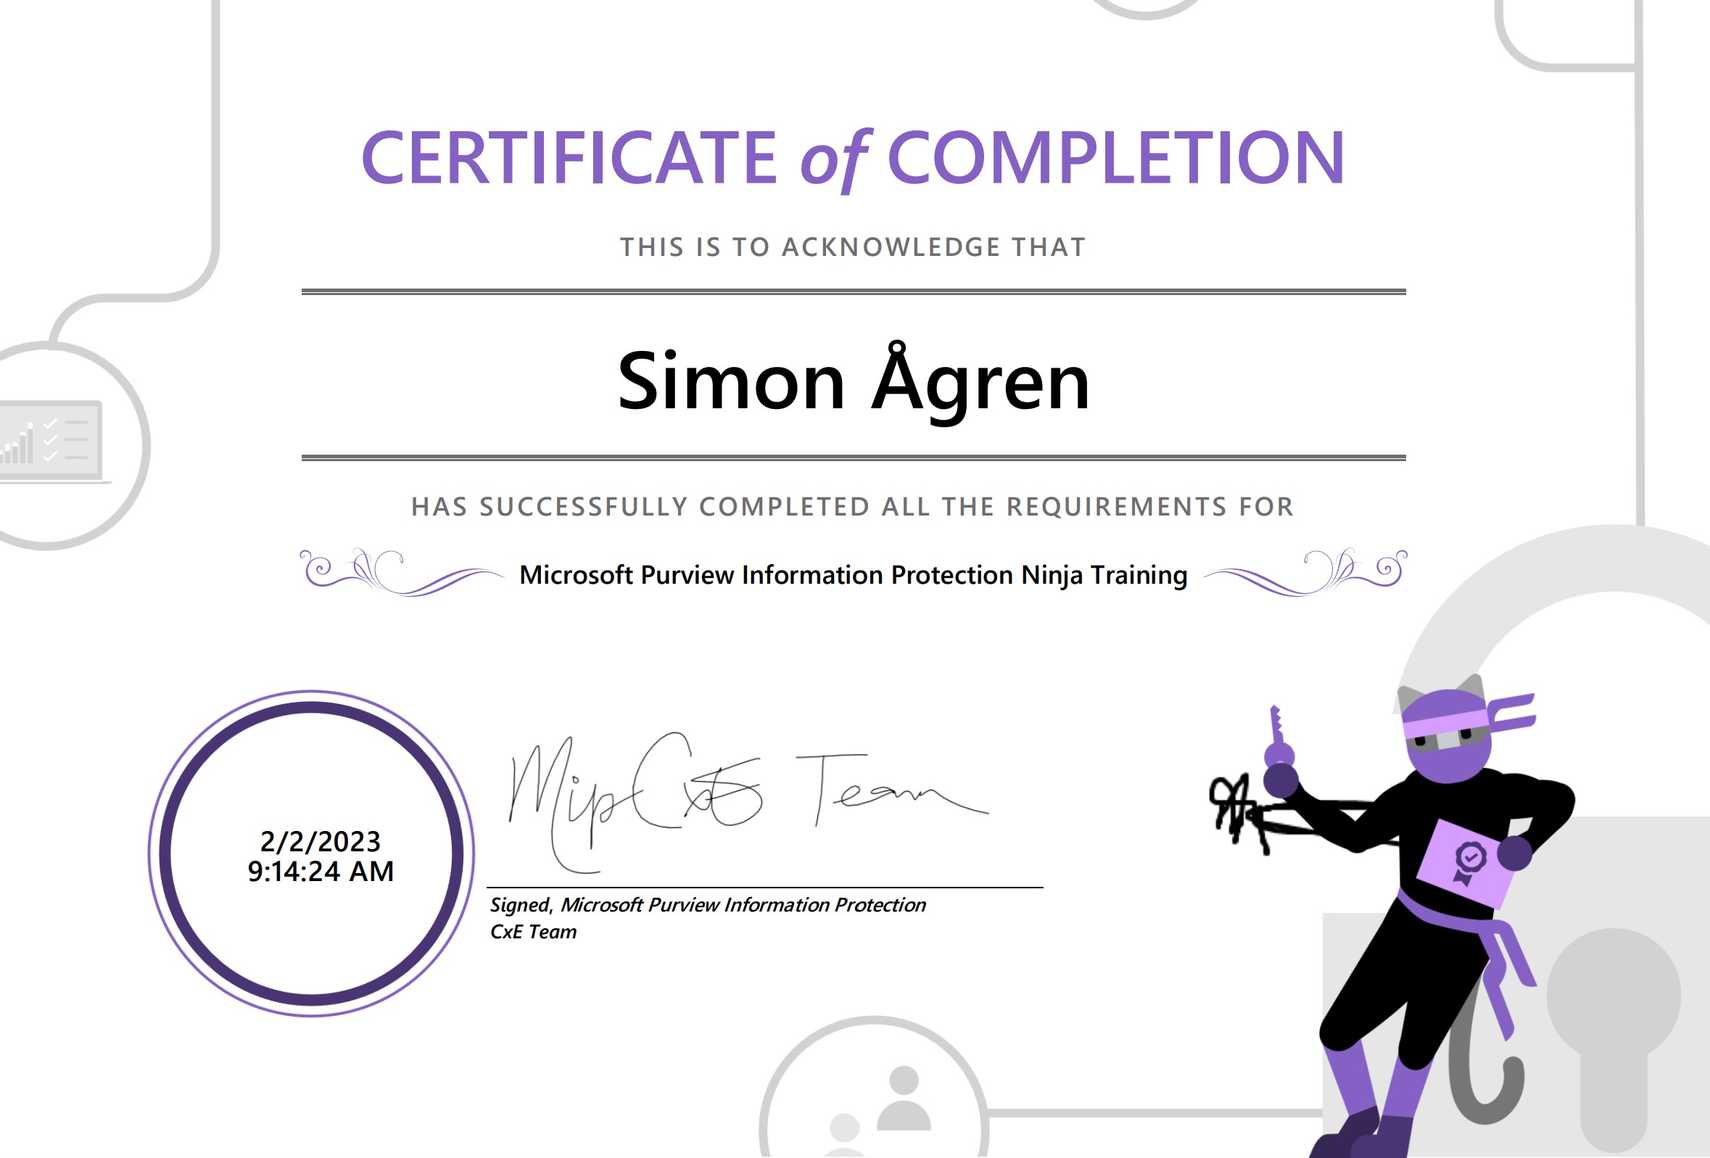 CERTIFICATE of COMPLETION
THIS IS TO ACKNOWLEDGE THAT
Simon Ågren
HAS SUCCESSFULLY COMPLETED ALL THE REQUIREMENTS FOR
Microsoft Purview Information Protection Ninja Training
2/2/2023
9:14:24 AM
MipCxE Team
Signed, Microsoft Purview Information Protection
CxE Team